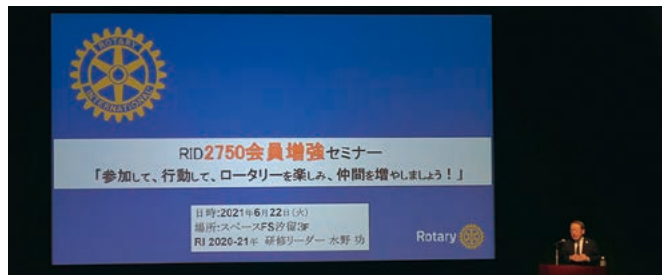 ROTARY
INTERNATIONAL
RID2750会員増強セミナー
「参加して、行動して、ロータリーを楽しみ、仲間を増やしましょう！」
日時:2021年6月22日(火)
場所:スペースFS汐留3F
RI 2020-21年 研修リーダー 水野 功
Rotary